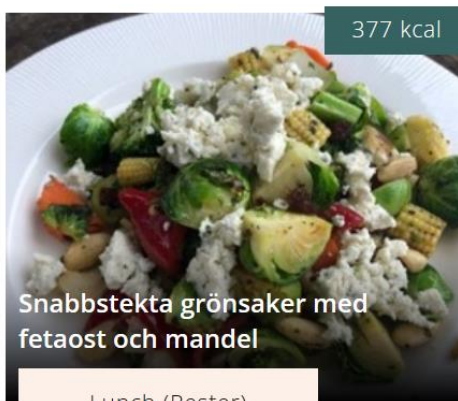 377 kcal
Snabbstekta grönsaker med
fetaost och mandel
Lunch (Rester)